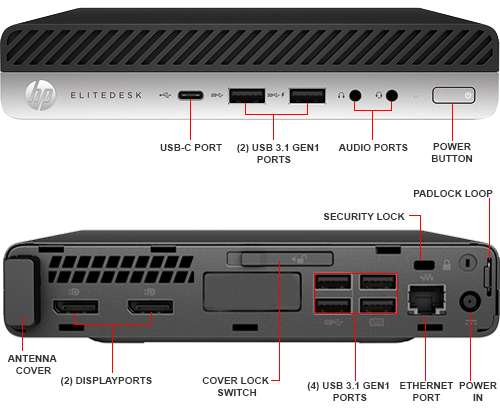 hp ELITEDESK
USB-C PORT
(2) USB 3.1 GEN1
PORTS
AUDIO PORTS
POWER
BUTTON
PADLOCK LOOP
SECURITY LOCK
ANTENNA
COVER
(2) DISPLAYPORTS
COVER LOCK
SWITCH
(4) USB 3.1 GEN1
PORTS
ETHERNET
PORT
POWER
IN